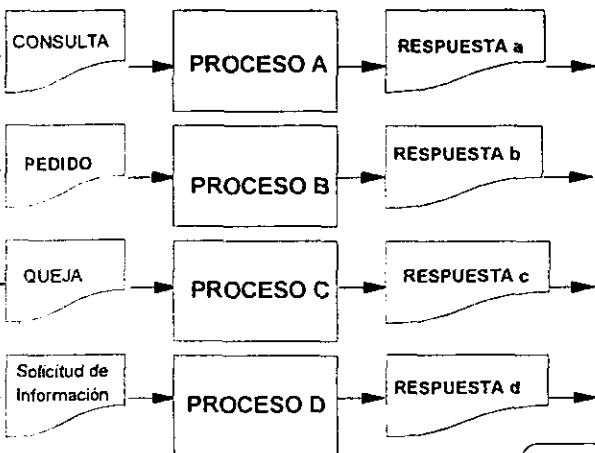 CONSULTA
PROCESO A
RESPUESTA a
PEDIDO
PROCESO B
RESPUESTA b
QUEJA
PROCESO C
RESPUESTA c
Solicitud de
Información
PROCESO D
RESPUESTA d